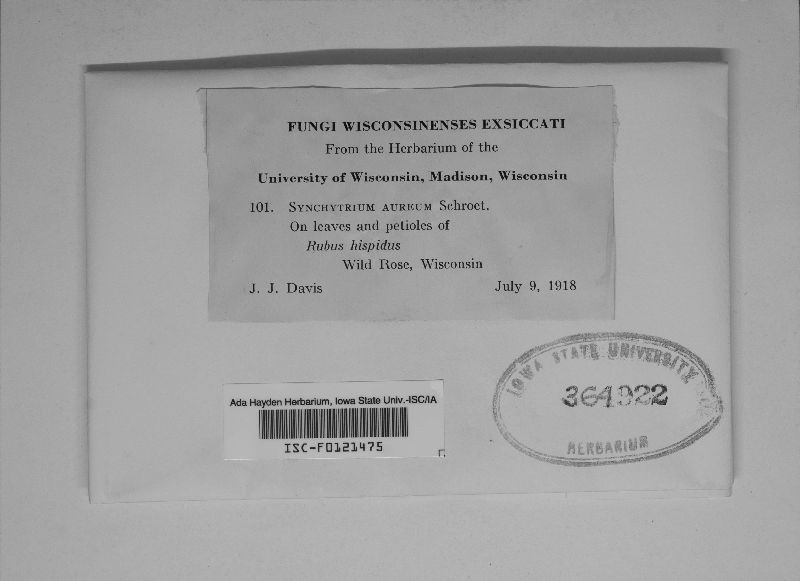 FUNGI WISCONSINENSES EXSICCATI
From the Herbarium of the
University of Wisconsin, Madison, Wisconsin
101. SYNCHYTRIUM AUREUM Schroet.
On leaves and petioles of
Rubus hispidus
Wild Rose, Wisconsin
J. J. Davis July 9, 1918
IOWA STATE UNIVERSITY
364922
HERBARIUM
Ada Hayden Herbarium, Iowa State Univ.-ISC/IA
ISC-F0121475